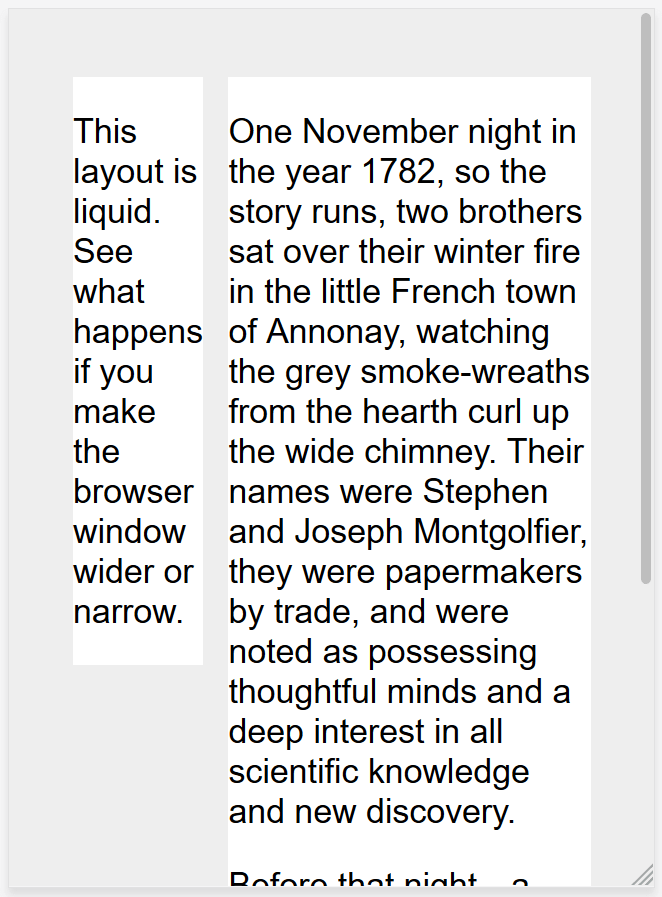 This
layout is
liquid.
See
what
happens
if you
make
the
browser
window
wider or
narrow.
One November night in
the year 1782, so the
story runs, two brothers
sat over their winter fire
in the little French town
of Annonay, watching
the grey smoke-wreaths
from the hearth curl up
the wide chimney. Their
names were Stephen
and Joseph Montgolfier,
they were papermakers
by trade, and were
noted as possessing
thoughtful minds and a
deep interest in all
scientific knowledge
and new discovery.
Before that night—a